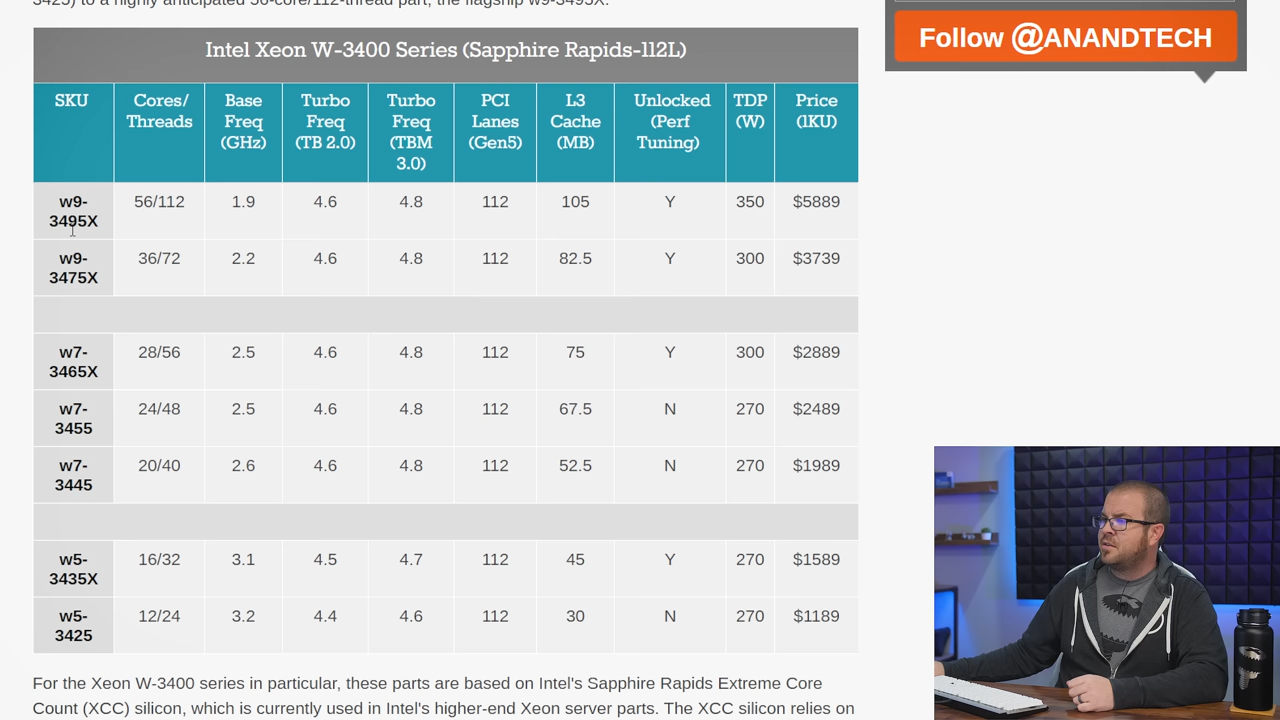 3425) to a highly anticipated 56-core/112-thread part, the flagship w9-3495X.
Follow @ANANDTECH
Intel Xeon W-3400 Series (Sapphire Rapids-112L)
SKU Cores/ Threads Base Freq (GHz) Turbo Freq (TB 2.0) Turbo Freq (TBM 3.0) PCI Lanes (Gen5) L3 Cache (MB) Unlocked (Perf Tuning) TDP (W) Price (1KU)
w9-3495X 56/112 1.9 4.6 4.8 112 105 Y 350 $5889
w9-3475X 36/72 2.2 4.6 4.8 112 82.5 Y 300 $3739
w7-3465X 28/56 2.5 4.6 4.8 112 75 Y 300 $2889
w7-3455 24/48 2.5 4.6 4.8 112 67.5 N 270 $2489
w7-3445 20/40 2.6 4.6 4.8 112 52.5 N 270 $1989
w5-3435X 16/32 3.1 4.5 4.7 112 45 Y 270 $1589
w5-3425 12/24 3.2 4.4 4.6 112 30 N 270 $1189
For the Xeon W-3400 series in particular, these parts are based on Intel's Sapphire Rapids Extreme Core
Count (XCC) silicon, which is currently used in Intel's higher-end Xeon server parts. The XCC silicon relies on